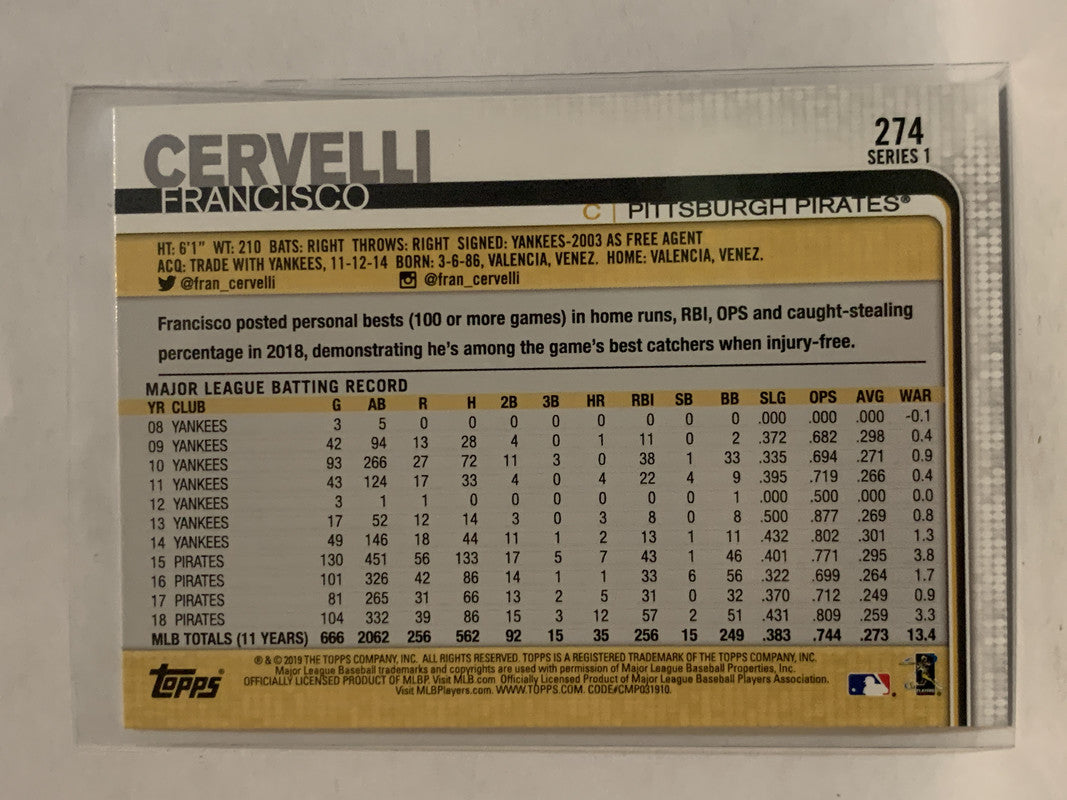 CERVELLI
FRANCISCO
274
SERIES 1
C | PITTSBURGH PIRATES®
HT: 6'1" WT: 210 BATS: RIGHT THROWS: RIGHT SIGNED: YANKEES-2003 AS FREE AGENT
ACQ: TRADE WITH YANKEES, 11-12-14 BORN: 3-6-86, VALENCIA, VENEZ. HOME: VALENCIA, VENEZ.
@fran_cervelli @fran_cervelli
Francisco posted personal bests (100 or more games) in home runs, RBI, OPS and caught-stealing
percentage in 2018, demonstrating he's among the game's best catchers when injury-free.
MAJOR LEAGUE BATTING RECORD
YR CLUB G AB R H 2B 3B HR RBI SB BB SLG OPS AVG WAR
08 YANKEES 3 5 0 0 0 0 0 0 0 0 .000 .000 .000 -0.1
09 YANKEES 42 94 13 28 4 0 1 11 0 2 .372 .682 .298 0.4
10 YANKEES 93 266 27 72 11 3 0 38 1 33 .335 .694 .271 0.9
11 YANKEES 43 124 17 33 4 0 4 22 4 9 .395 .719 .266 0.4
12 YANKEES 3 1 1 0 0 0 0 0 0 1 .000 .500 .000 0.0
13 YANKEES 17 52 12 14 3 0 3 8 0 8 .500 .877 .269 0.8
14 YANKEES 49 146 18 44 11 1 2 13 1 11 .432 .802 .301 1.3
15 PIRATES 130 451 56 133 17 5 7 43 1 46 .401 .771 .295 3.8
16 PIRATES 101 326 42 86 14 1 1 33 6 56 .322 .699 .264 1.7
17 PIRATES 81 265 31 66 13 2 5 31 0 32 .370 .712 .249 0.9
18 PIRATES 104 332 39 86 15 3 12 57 2 51 .431 .809 .259 3.3
MLB TOTALS (11 YEARS) 666 2062 256 562 92 15 35 256 15 249 .383 .744 .273 13.4
Topps®
® & © 2019 THE TOPPS COMPANY, INC. ALL RIGHTS RESERVED. TOPPS IS A REGISTERED TRADEMARK OF THE TOPPS COMPANY, INC.
Major League Baseball trademarks and copyrights are used with permission of Major League Baseball Properties, Inc.
OFFICIALLY LICENSED PRODUCT OF MLBP. Visit MLB.com Officially Licensed Product of Major League Baseball Players Association.
Visit MLBPlayers.com. WWW.TOPPS.COM. CODE#CMP031910.
PLAYERS